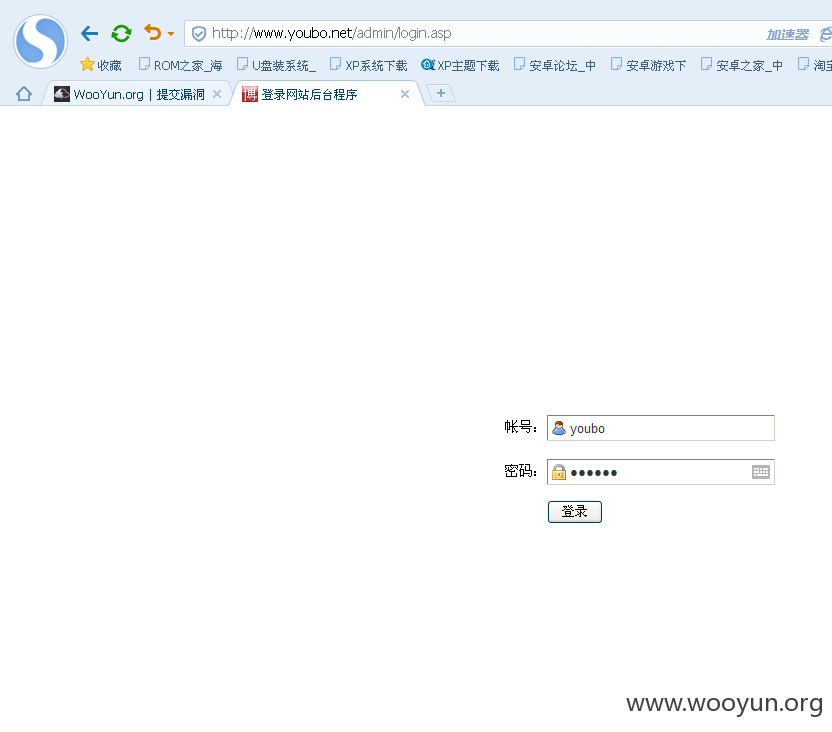 http://www.youbo.net/admin/login.asp 加速器
收藏 ROM之家_海 U盘装系统_ XP系统下载 XP主题下载 安卓论坛_中 安卓游戏下 安卓之家_中 淘宝
WooYun.org | 提交漏洞 博 登录网站后台程序
帐号： youbo
密码： ●●●●●●
登录
www.wooyun.org